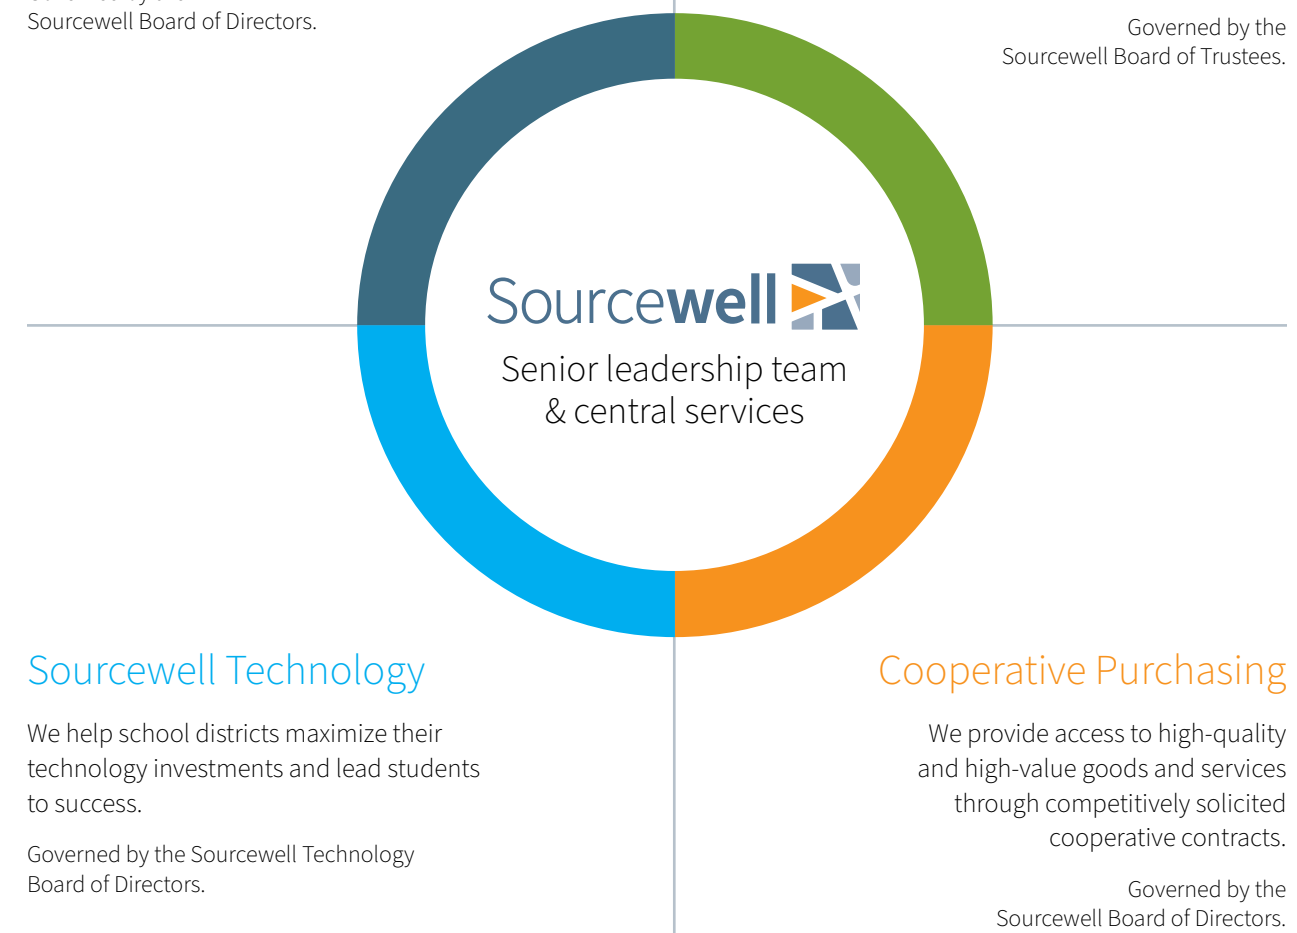 Sourcewell Board of Directors.
Governed by the
Sourcewell Board of Trustees.
Sourcewell
Senior leadership team
& central services
Sourcewell Technology
We help school districts maximize their
technology investments and lead students
to success.
Governed by the Sourcewell Technology
Board of Directors.
Cooperative Purchasing
We provide access to high-quality
and high-value goods and services
through competitively solicited
cooperative contracts.
Governed by the
Sourcewell Board of Directors.